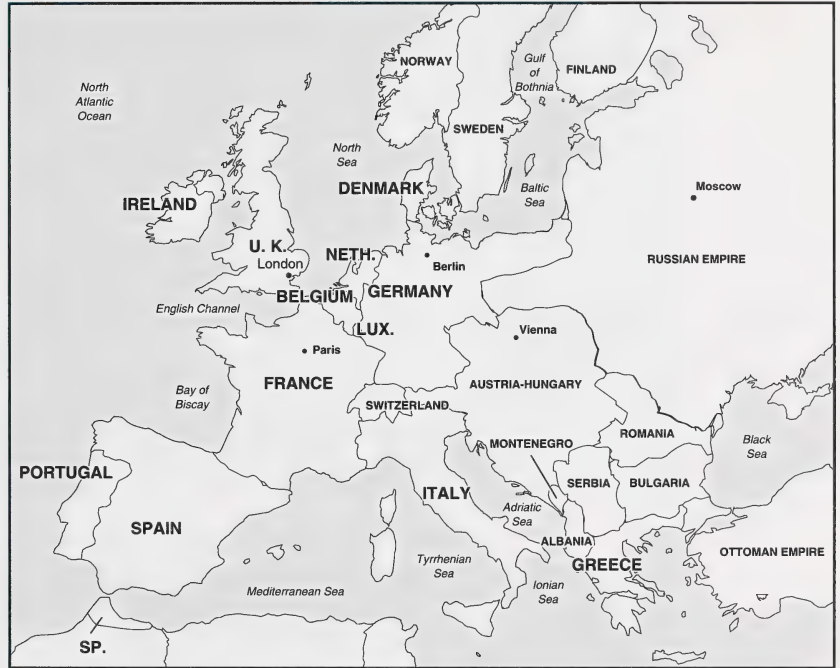 North
Atlantic
Ocean
NORWAY
Gulf
of
Bothnia
FINLAND
SWEDEN
North
Sea
Moscow
DENMARK
Baltic
Sea
IRELAND
U. K.
London
NETH.
Berlin
RUSSIAN EMPIRE
BELGIUM
GERMANY
English Channel
LUX.
Vienna
Paris
FRANCE
AUSTRIA-HUNGARY
Bay of
Biscay
SWITZERLAND
ROMANIA
Black
Sea
MONTENEGRO
PORTUGAL
SERBIA
BULGARIA
ITALY
Adriatic
Sea
SPAIN
ALBANIA
OTTOMAN EMPIRE
GREECE
Tyrrhenian
Sea
Ionian
Sea
Mediterranean Sea
SP.